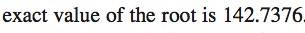 exact value of the root is 142.7376.